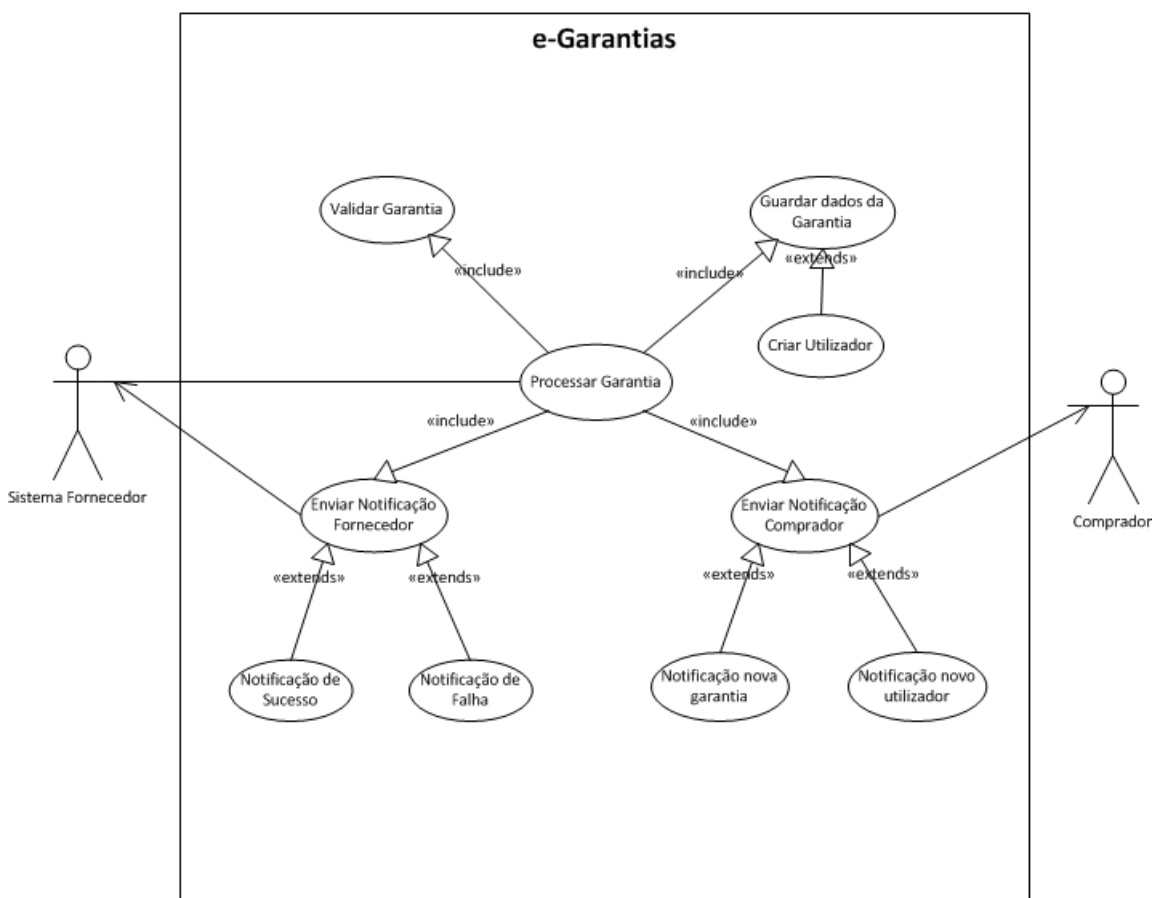 e-Garantias
Validar Garantia
Guardar dados da
Garantia
«include»
«include»
«extends»
Criar Utilizador
Processar Garantia
Sistema Fornecedor
Comprador
«include»
«include»
Enviar Notificação
Fornecedor
Enviar Notificação
Comprador
«extends»
«extends»
«extends»
«extends»
Notificação de
Sucesso
Notificação de
Falha
Notificação nova
garantia
Notificação novo
utilizador